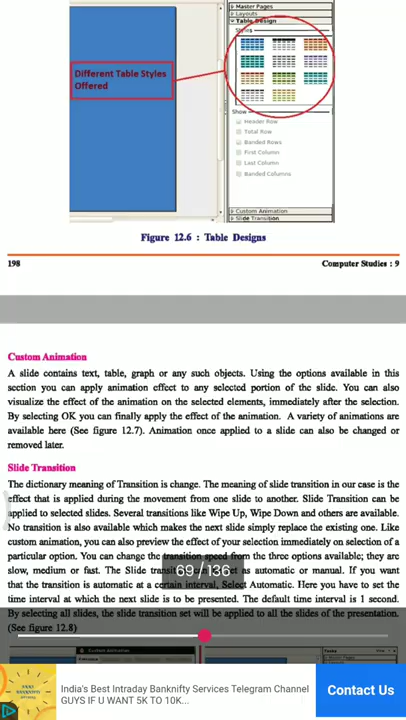 Master Pages
Layouts
Table Design
Styles
Different Table Styles
Offered
Show
Header Row
Total Row
Banded Rows
First Column
Last Column
Banded Columns
Custom Animation
Slide Transition
Figure 12.6 : Table Designs
198
Computer Studies : 9
Custom Animation
A slide contains text, table, graph or any such objects. Using the options available in this
section you can apply animation effect to any selected portion of the slide. You can also
visualize the effect of the animation on the selected elements, immediately after the selection.
By selecting OK you can finally apply the effect of the animation. A variety of animations are
available here (See figure 12.7). Animation once applied to a slide can also be changed or
removed later.
Slide Transition
The dictionary meaning of Transition is change. The meaning of slide transition in our case is the
effect that is applied during the movement from one slide to another. Slide Transition can be
applied to selected slides. Several transitions like Wipe Up, Wipe Down and others are available.
No transition is also available which makes the next slide simply replace the existing one. Like
custom animation, you can also preview the effect of your selection immediately on selection of a
particular option. You can change the transition speed from the three options available; they are
slow, medium or fast. The Slide transition can be set as automatic or manual. If you want
that the transition is automatic at a certain interval, Select Automatic. Here you have to set the
time interval at which the next slide is to be presented. The default time interval is 1 second.
By selecting all slides, the slide transition set will be applied to all the slides of the presentation.
(See figure 12.8)
69 / 136
India's Best Intraday Banknifty Services Telegram Channel
GUYS IF U WANT 5K TO 10K...
Contact Us